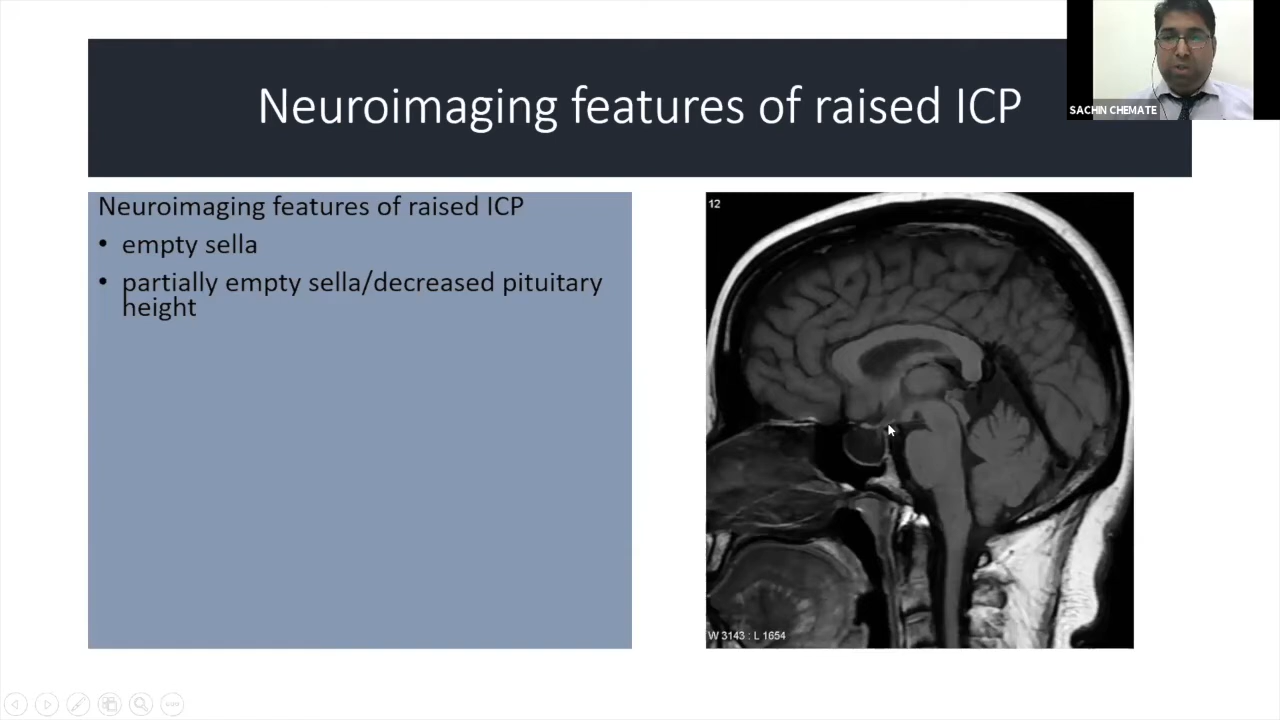 Neuroimaging features of raised ICP
SACHIN CHEMATE
Neuroimaging features of raised ICP
• empty sella
• partially empty sella/decreased pituitary
height
12
W 3143 : L 1654